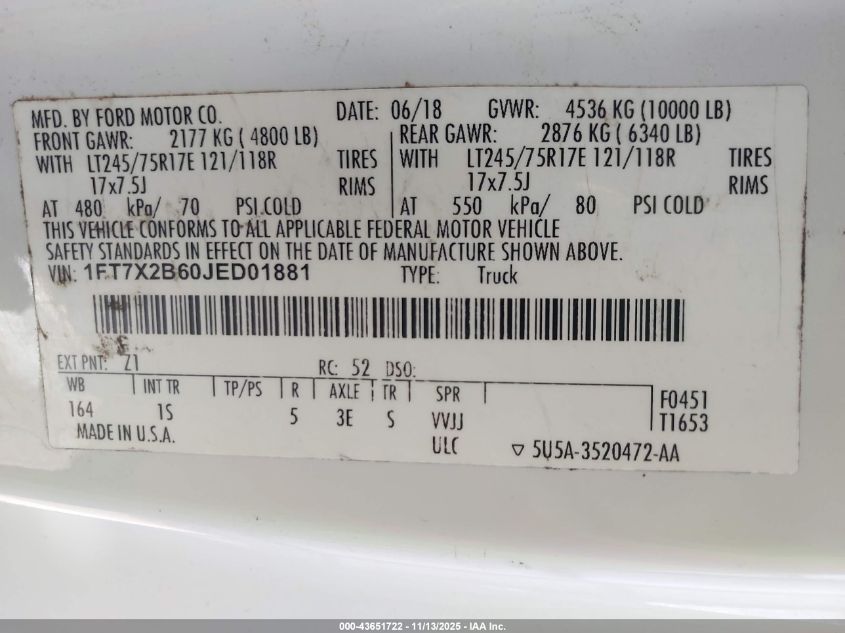 MFD. BY FORD MOTOR CO. DATE: 06/18 GVWR: 4536 KG (10000 LB)
FRONT GAWR: 2177 KG ( 4800 LB) REAR GAWR: 2876 KG ( 6340 LB)
WITH LT245/75R17E 121/118R TIRES WITH LT245/75R17E 121/118R TIRES
17x7.5J RIMS 17x7.5J RIMS
AT 480 kPa/ 70 PSI COLD AT 550 kPa/ 80 PSI COLD
THIS VEHICLE CONFORMS TO ALL APPLICABLE FEDERAL MOTOR VEHICLE
SAFETY STANDARDS IN EFFECT ON THE DATE OF MANUFACTURE SHOWN ABOVE.
VIN: 1FT7X2B60JED01881 TYPE: Truck
EXT PNT: Z1 RC: 52 DSO:
WB INT TR TP/PS R AXLE TR SPR F0451
164 1S 5 3E S VVJJ T1653
MADE IN U.S.A. ULC 5U5A-3520472-AA
000-43651722 - 11/13/2025 - IAA Inc.